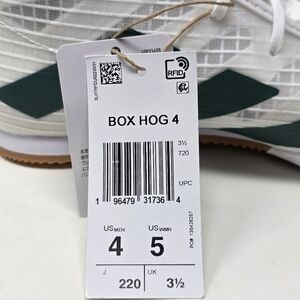 RFID
BOX HOG 4
3½
720
UPC
1 96479 31736 4
US MEN
4
US WMN
5
J
220
UK
3½